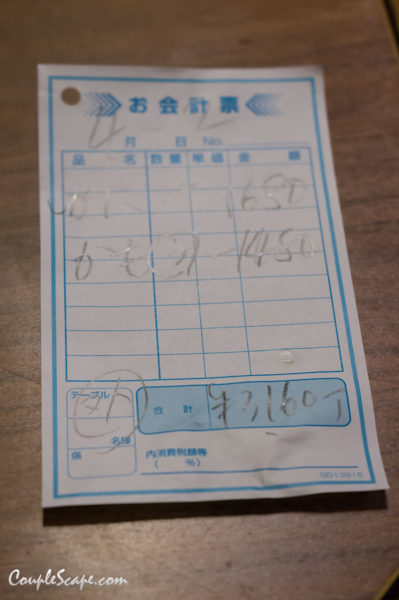 お会計票
月 日 No.
品 名 数量 単価 金 額
1680
1480
テーブル
合 計 ¥3160
名様
係
内消費税額等
( %)
CoupleScape.com